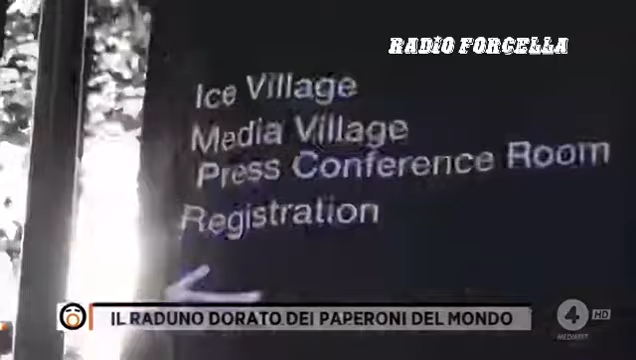 RADIO FORCELLA
Ice Village
Media Village
Press Conference Room
Registration
IL RADUNO DORATO DEI PAPERONI DEL MONDO
4 HD
MEDIASET